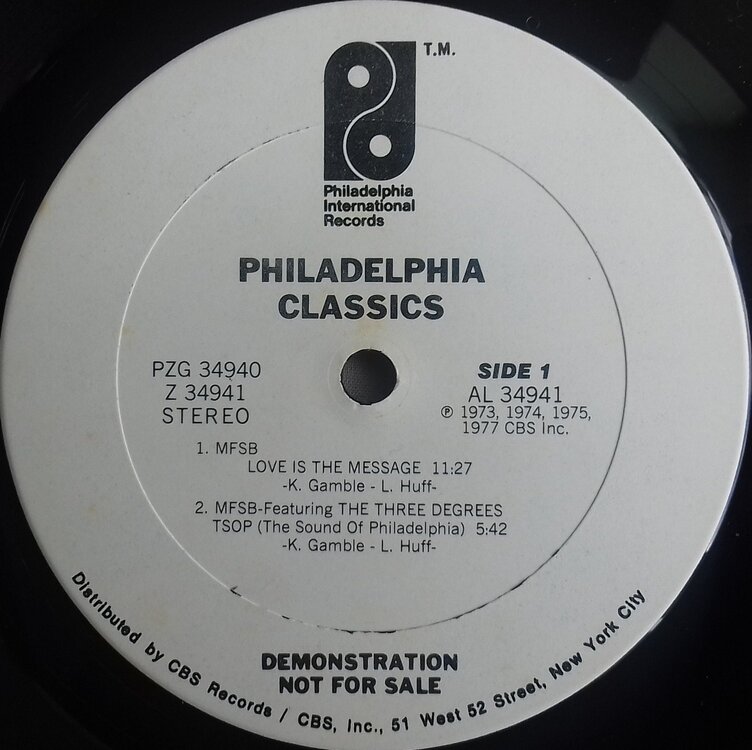 T.M.
Philadelphia
International
Records
PHILADELPHIA
CLASSICS
PZG 34940
Z 34941
STEREO
SIDE 1
AL 34941
℗ 1973, 1974, 1975,
1977 CBS Inc.
1. MFSB
LOVE IS THE MESSAGE 11:27
-K. Gamble - L. Huff-
2. MFSB-Featuring THE THREE DEGREES
TSOP (The Sound Of Philadelphia) 5:42
-K. Gamble - L. Huff-
DEMONSTRATION
NOT FOR SALE
Distributed by CBS Records / CBS, Inc., 51 West 52 Street, New York City